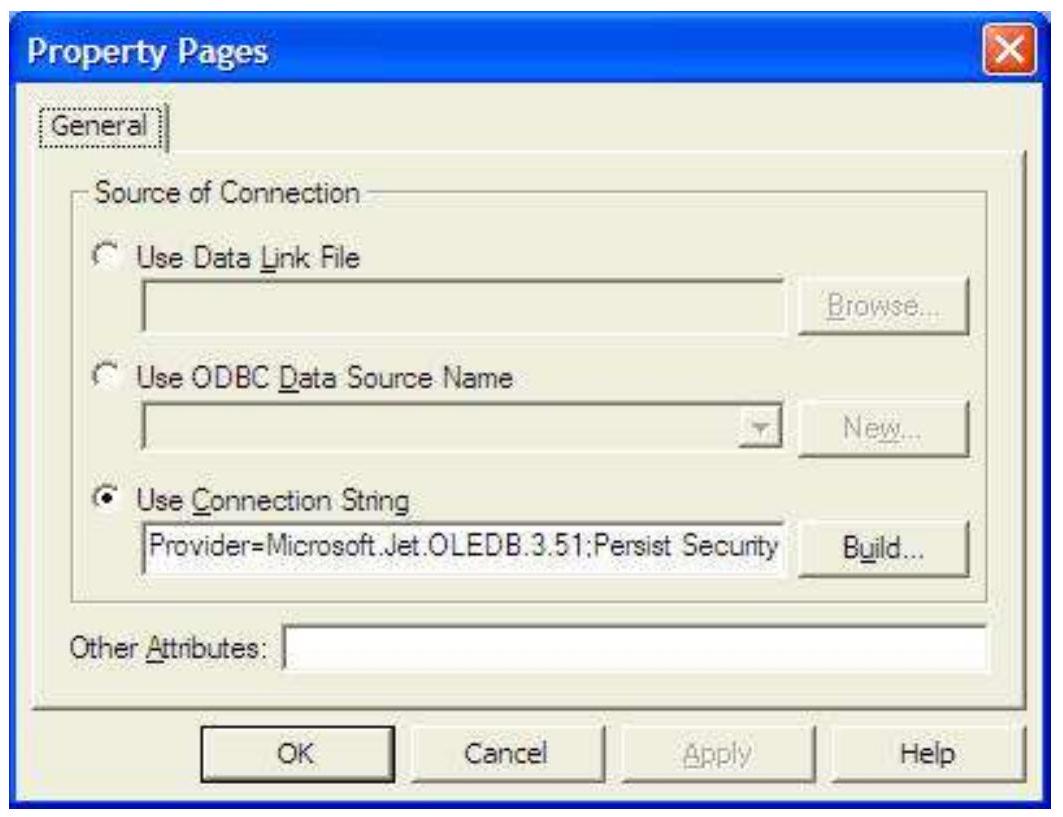 Property Pages
General
Source of Connection
Use Data Link File
Browse...
Use ODBC Data Source Name
New...
Use Connection String
Provider=Microsoft.Jet.OLEDB.3.51;Persist Security
Build...
Other Attributes:
OK Cancel Apply Help